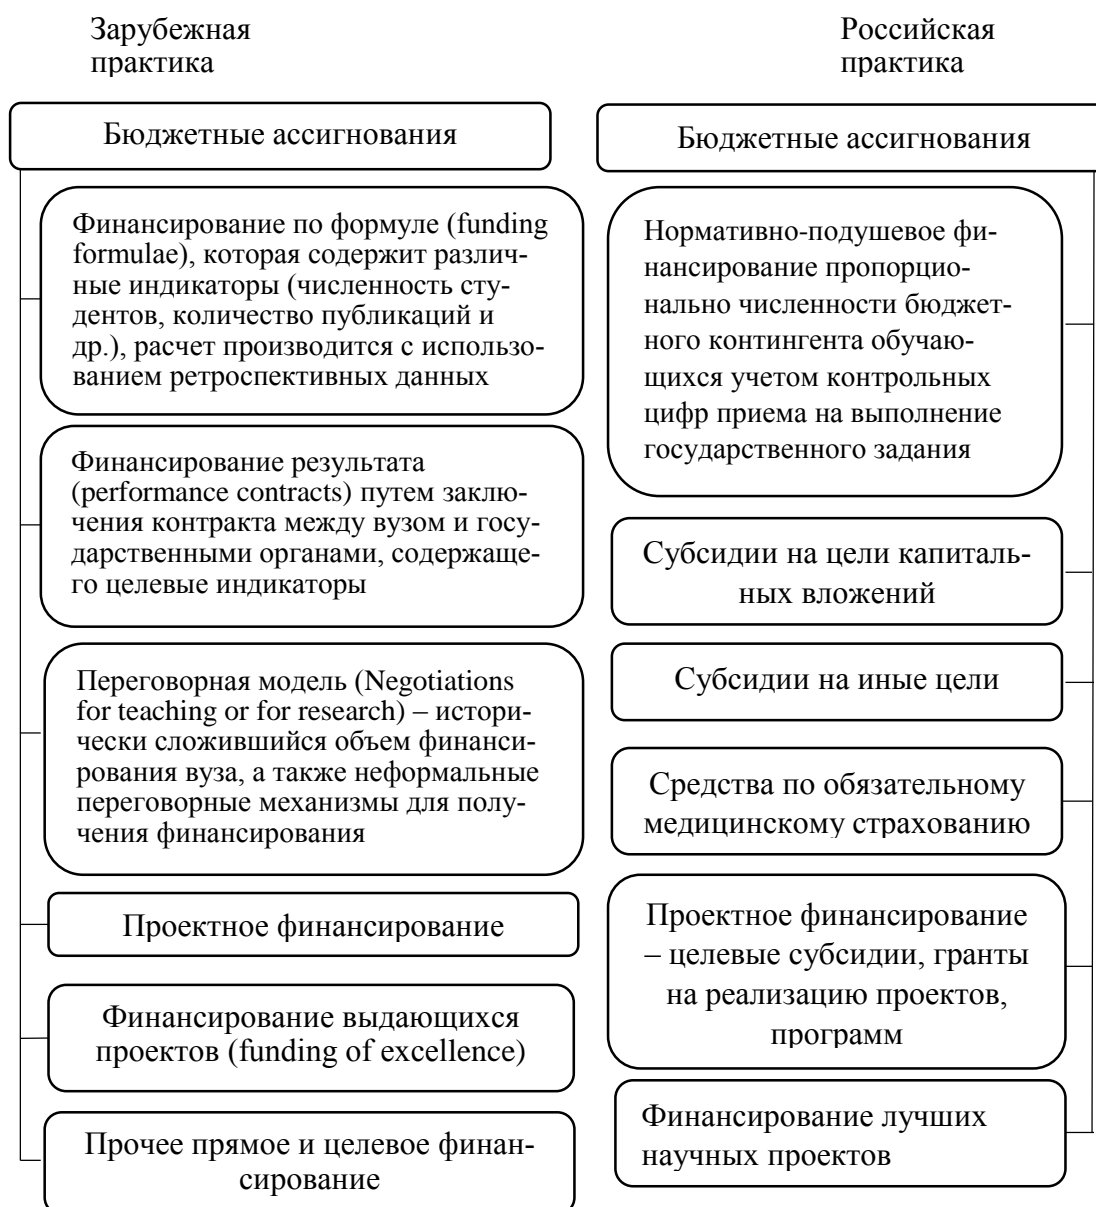 Зарубежная
практика
Российская
практика
Бюджетные ассигнования
Финансирование по формуле (funding
formulae), которая содержит различ-
ные индикаторы (численность сту-
дентов, количество публикаций и
др.), расчет производится с использо-
ванием ретроспективных данных
Финансирование результата
(performance contracts) путем заклю-
чения контракта между вузом и госу-
дарственными органами, содержаще-
го целевые индикаторы
Переговорная модель (Negotiations
for teaching or for research) – истори-
чески сложившийся объем финанси-
рования вуза, а также неформальные
переговорные механизмы для полу-
чения финансирования
Проектное финансирование
Финансирование выдающихся
проектов (funding of excellence)
Прочее прямое и целевое финан-
сирование
Бюджетные ассигнования
Нормативно-подушевое фи-
нансирование пропорцио-
нально численности бюджет-
ного контингента обучаю-
щихся учетом контрольных
цифр приема на выполнение
государственного задания
Субсидии на цели капиталь-
ных вложений
Субсидии на иные цели
Средства по обязательному
медицинскому страхованию
Проектное финансирование
– целевые субсидии, гранты
на реализацию проектов,
программ
Финансирование лучших
научных проектов